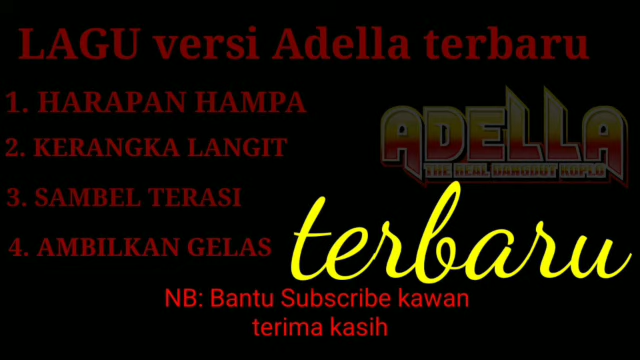 LAGU versi Adella terbaru
1. HARAPAN HAMPA
2. KERANGKA LANGIT
3. SAMBEL TERASI
4. AMBILKAN GELAS
ADELLA
THE REAL DANGDUT KOPLO
terbaru
NB: Bantu Subscribe kawan
terima kasih